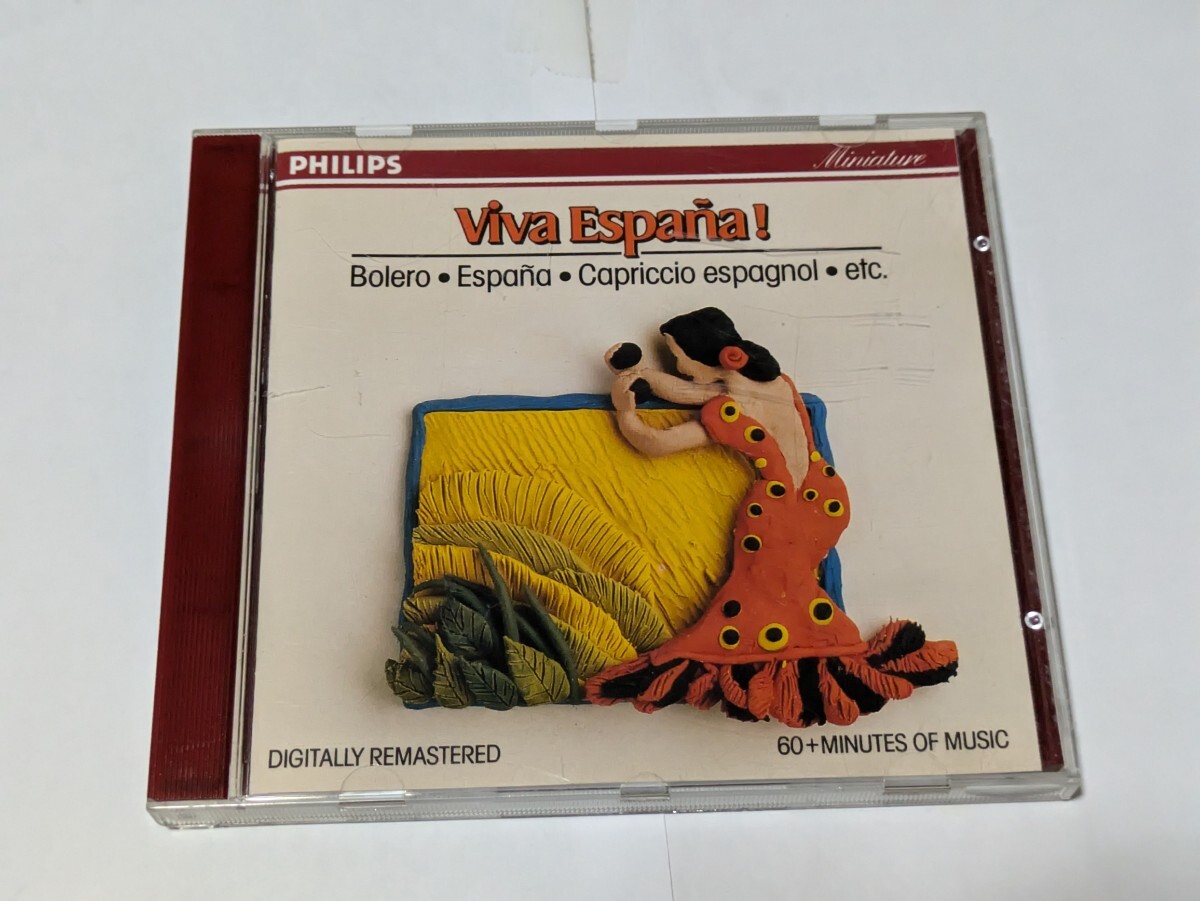 PHILIPS
Miniature
Viva España!
Bolero • España • Capriccio espagnol • etc.
DIGITALLY REMASTERED
60+MINUTES OF MUSIC